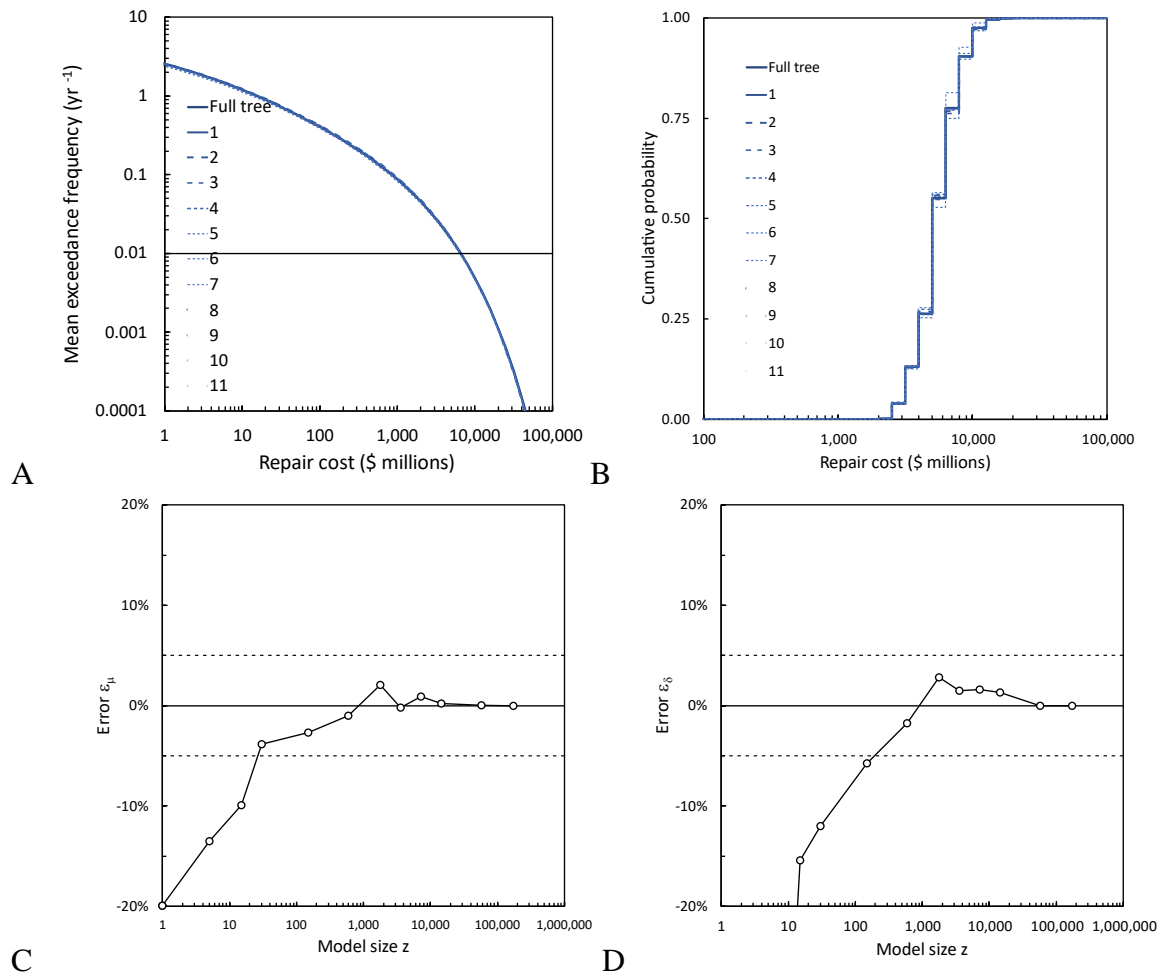 Mean exceedance frequency (yr -1)
10
1
0.1
0.01
0.001
0.0001
Full tree
1
2
3
4
5
6
7
8
9
10
11
1 10 100 1,000 10,000 100,000
Repair cost ($ millions)
A
Cumulative probability
1.00
0.75
0.50
0.25
0.00
Full tree
1
2
3
4
5
6
7
8
9
10
11
100 1,000 10,000 100,000
Repair cost ($ millions)
B
Error εμ
20%
10%
0%
-10%
-20%
1 10 100 1,000 10,000 100,000 1,000,000
Model size z
C
Error εδ
20%
10%
0%
-10%
-20%
1 10 100 1,000 10,000 100,000 1,000,000
Model size z
D